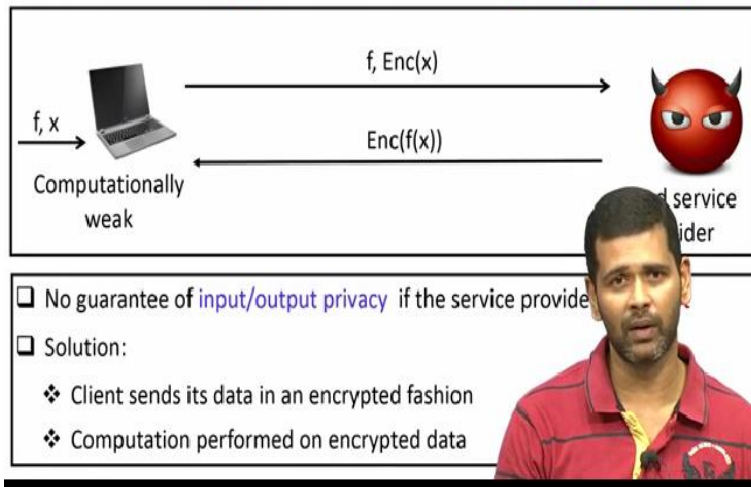 f, Enc(x)
f, x
Enc(f(x))
Computationally
weak
service
No guarantee of input/output privacy if the service
Solution:
Client sends its data in an encrypted fashion
Computation performed on encrypted data